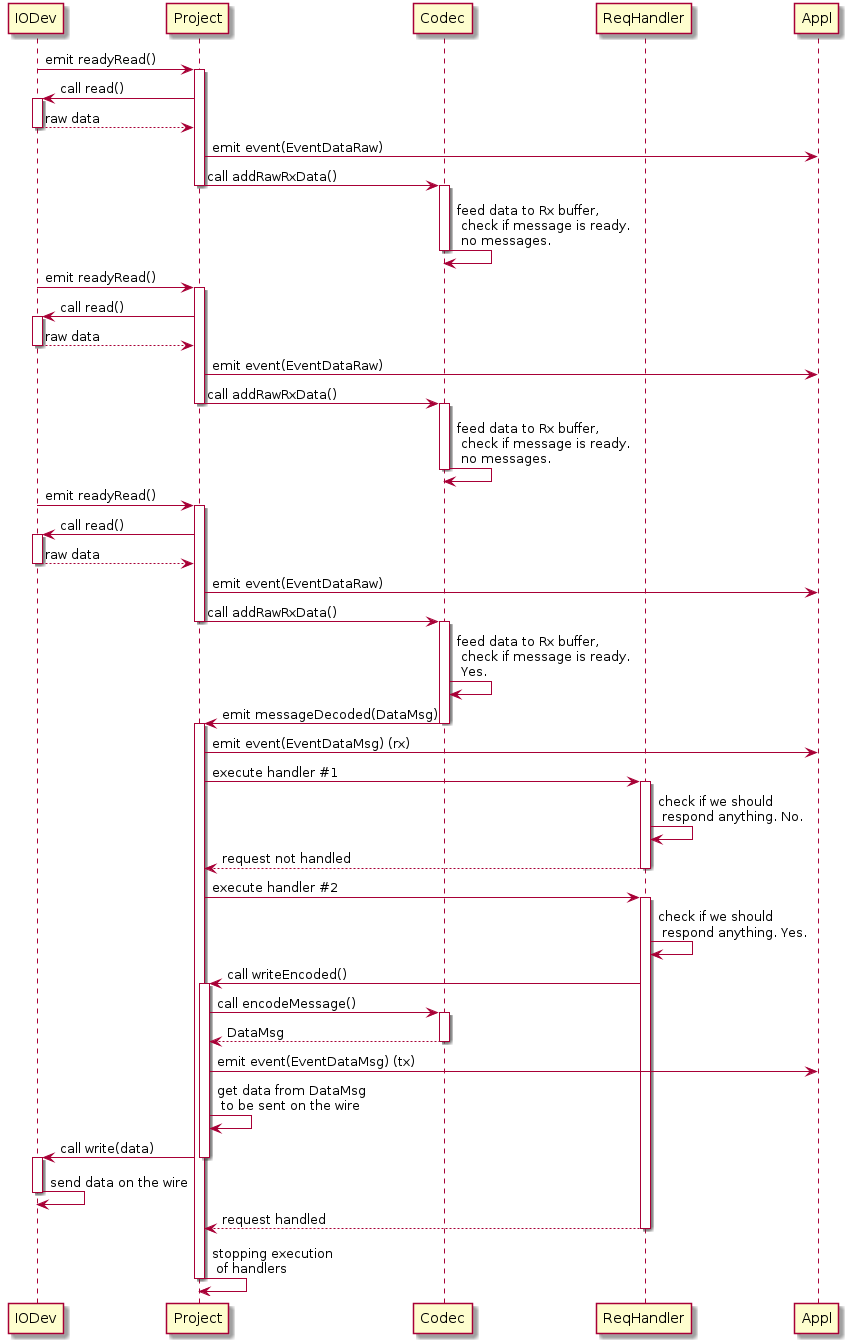 IODev Project Codec ReqHandler Appl
emit readyRead()
call read()
raw data
emit event(EventDataRaw)
call addRawRxData()
feed data to Rx buffer,
check if message is ready.
no messages.
emit readyRead()
call read()
raw data
emit event(EventDataRaw)
call addRawRxData()
feed data to Rx buffer,
check if message is ready.
no messages.
emit readyRead()
call read()
raw data
emit event(EventDataRaw)
call addRawRxData()
feed data to Rx buffer,
check if message is ready.
Yes.
emit messageDecoded(DataMsg)
emit event(EventDataMsg) (rx)
execute handler #1
check if we should
respond anything. No.
request not handled
execute handler #2
check if we should
respond anything. Yes.
call writeEncoded()
call encodeMessage()
DataMsg
emit event(EventDataMsg) (tx)
get data from DataMsg
to be sent on the wire
call write(data)
send data on the wire
request handled
stopping execution
of handlers
IODev Project Codec ReqHandler Appl